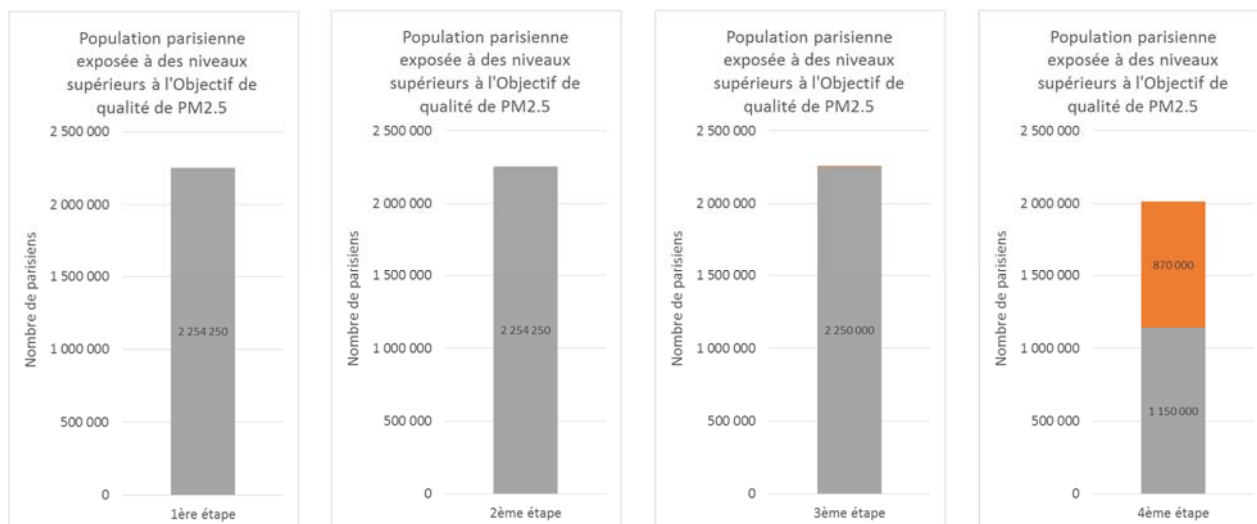 Population parisienne
exposée à des niveaux
supérieurs à l'Objectif de
qualité de PM2.5
2 500 000
2 000 000
1 500 000
1 000 000
500 000
0
Nombre de parisiens
2 254 250
1ère étape
Population parisienne
exposée à des niveaux
supérieurs à l'Objectif de
qualité de PM2.5
2 500 000
2 000 000
1 500 000
1 000 000
500 000
0
Nombre de parisiens
2 254 250
2ème étape
Population parisienne
exposée à des niveaux
supérieurs à l'Objectif de
qualité de PM2.5
2 500 000
2 000 000
1 500 000
1 000 000
500 000
0
Nombre de parisiens
2 250 000
3ème étape
Population parisienne
exposée à des niveaux
supérieurs à l'Objectif de
qualité de PM2.5
2 500 000
2 000 000
1 500 000
1 000 000
500 000
0
Nombre de parisiens
870 000
1 150 000
4ème étape